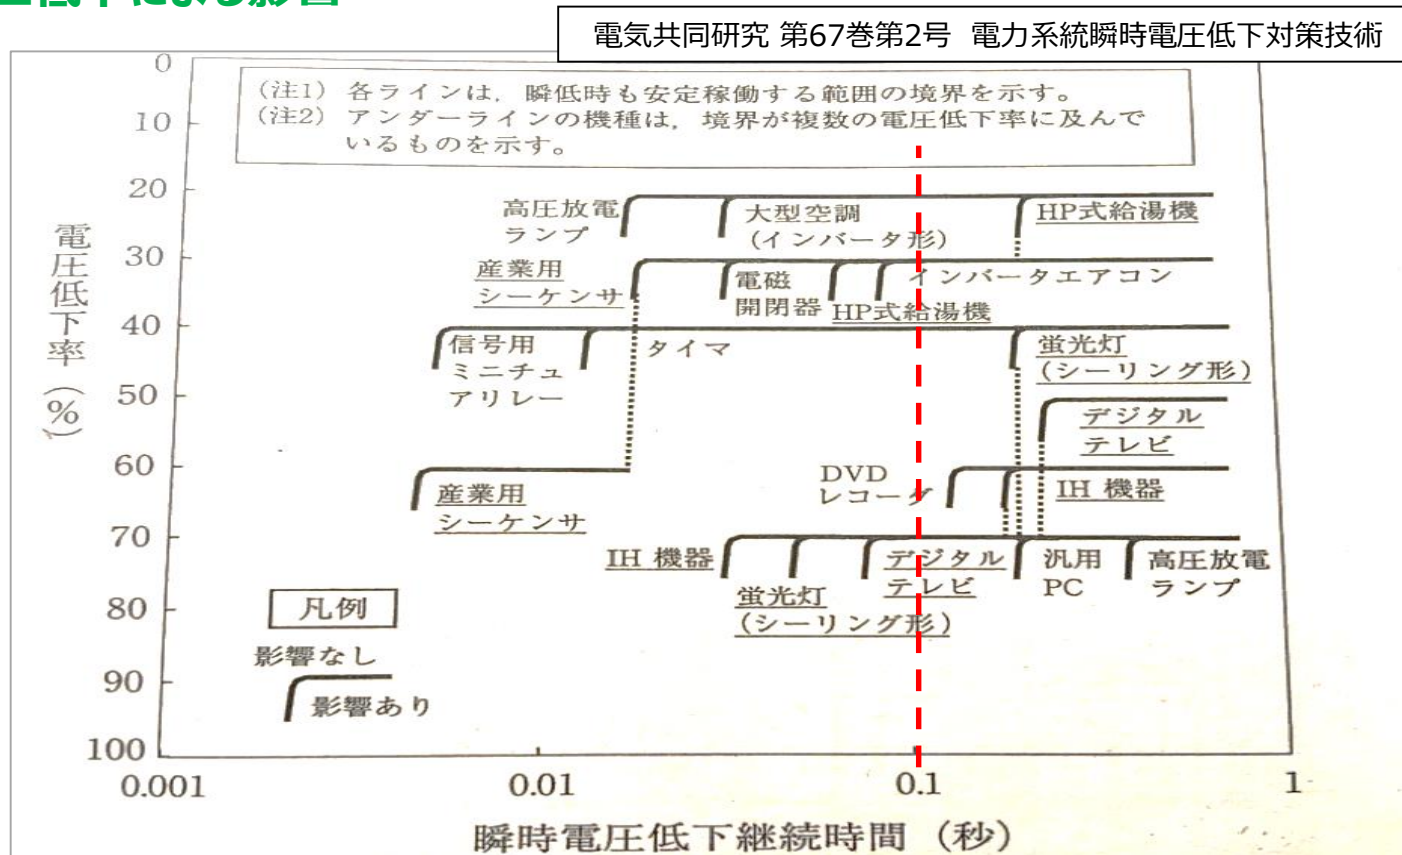 電気共同研究 第67巻第2号 電力系統瞬時電圧低下対策技術
0
(注1) 各ラインは，瞬低時も安定稼働する範囲の境界を示す。
(注2) アンダーラインの機種は，境界が複数の電圧低下率に及んで
いるものを示す。
10
20
30
40
50
60
70
80
90
100
電圧低下率(%)
高圧放電
ランプ
大型空調
(インバータ形)
HP式給湯機
産業用
シーケンサ
電磁
開閉器
HP式給湯機
インバータエアコン
信号用
ミニチュ
アリレー
タイマ
蛍光灯
(シーリング形)
デジタル
テレビ
産業用
シーケンサ
DVD
レコーダ
IH 機器
IH 機器
蛍光灯
(シーリング形)
デジタル
テレビ
汎用
PC
高圧放電
ランプ
凡例
影響なし
影響あり
0.001
0.01
0.1
1
瞬時電圧低下継続時間 (秒)